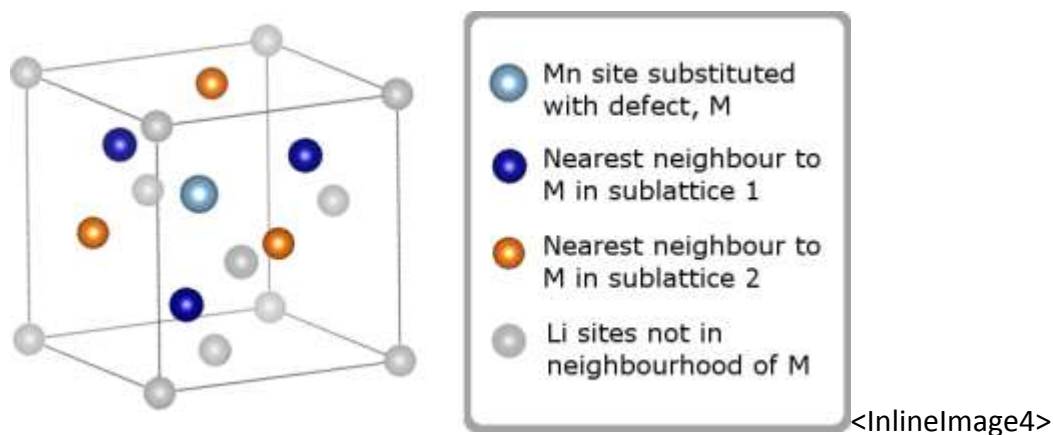 Mn site substituted
with defect, M
Nearest neighbour to
M in sublattice 1
Nearest neighbour to
M in sublattice 2
Li sites not in
neighbourhood of M
<InlineImage4>